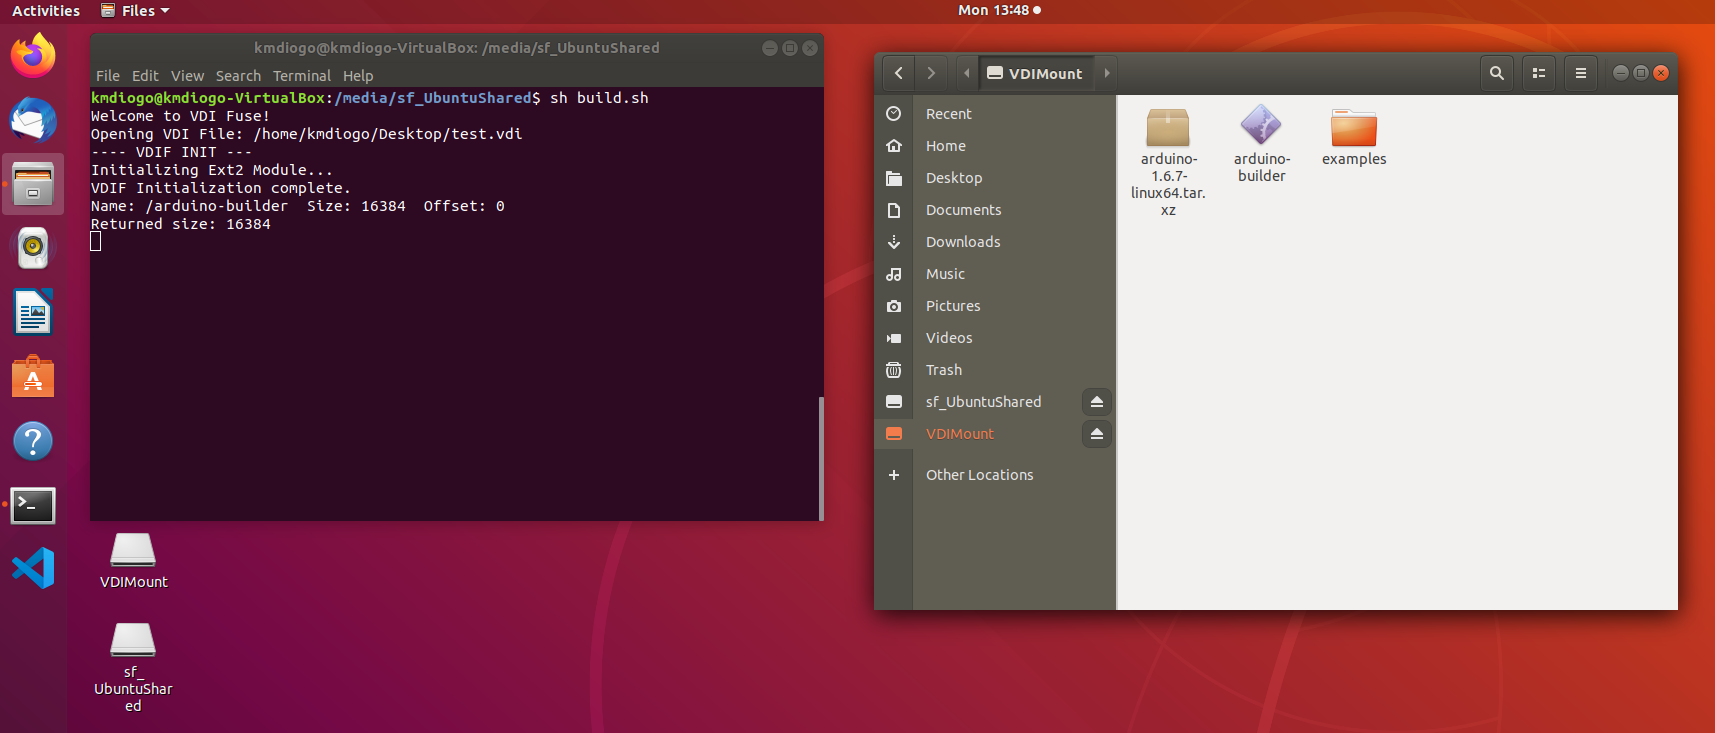 Activities
Files
Mon 13:48
kmdiogo@kmdiogo-VirtualBox: /media/sf_UbuntuShared
File Edit View Search Terminal Help
kmdiogo@kmdiogo-VirtualBox:/media/sf_UbuntuShared$ sh build.sh
Welcome to VDI Fuse!
Opening VDI File: /home/kmdiogo/Desktop/test.vdi
---- VDIF INIT ---
Initializing Ext2 Module...
VDIF Initialization complete.
Name: /arduino-builder  Size: 16384  Offset: 0
Returned size: 16384
VDIMount
sf_
UbuntuShar
ed
VDIMount
Recent
Home
Desktop
Documents
Downloads
Music
Pictures
Videos
Trash
sf_UbuntuShared
VDIMount
Other Locations
arduino-
1.6.7-
linux64.tar.
xz
arduino-
builder
examples